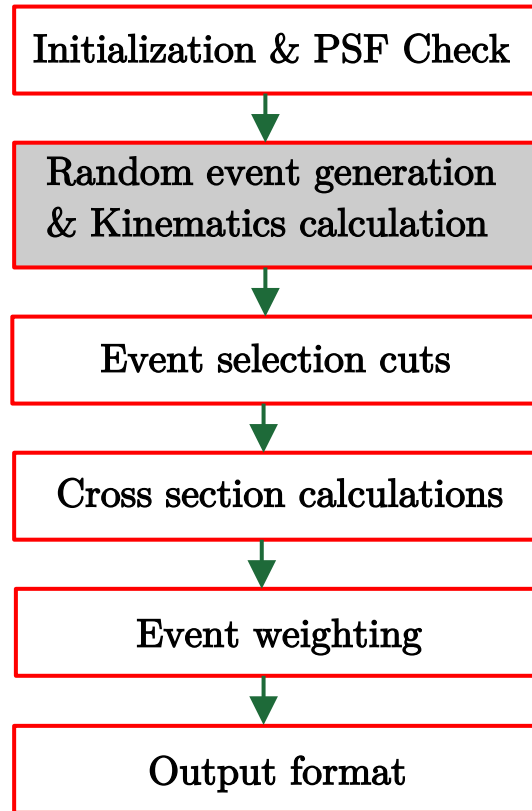 Initialization & PSF Check
Random event generation
& Kinematics calculation
Event selection cuts
Cross section calculations
Event weighting
Output format